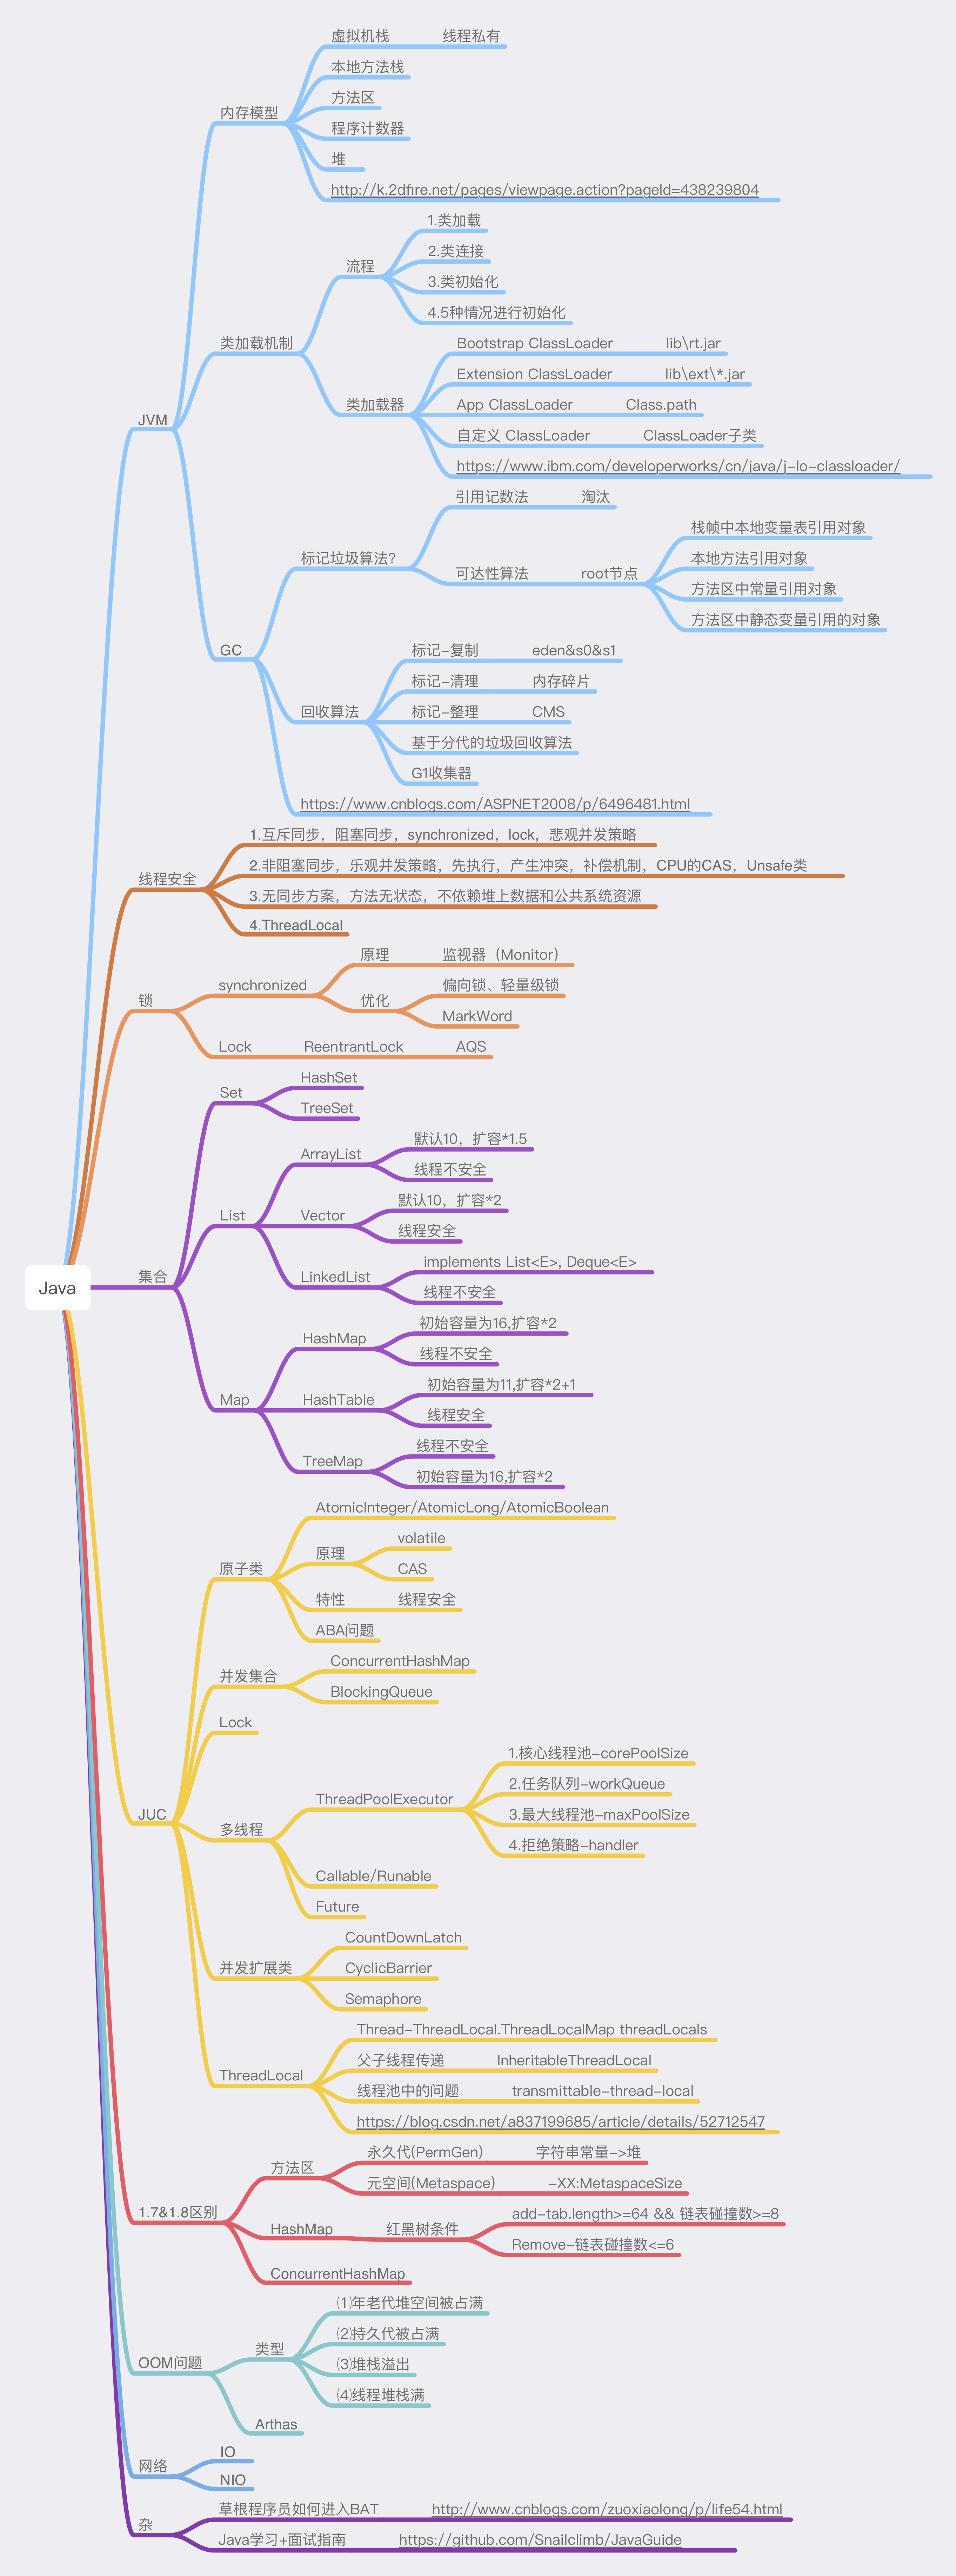 虚拟机栈 线程私有
本地方法栈
方法区
内存模型
程序计数器
堆
http://k.2dfire.net/pages/viewpage.action?pageId=438239804
1.类加载
2.类连接
流程
3.类初始化
4.5种情况进行初始化
类加载机制
Bootstrap ClassLoader lib\rt.jar
Extension ClassLoader lib\ext\*.jar
类加载器
App ClassLoader Class.path
JVM
自定义 ClassLoader ClassLoader子类
https://www.ibm.com/developerworks/cn/java/j-lo-classloader/
引用记数法 淘汰
标记垃圾算法?
栈帧中本地变量表引用对象
本地方法引用对象
可达性算法 root节点
方法区中常量引用对象
方法区中静态变量引用的对象
GC
标记-复制 eden&s0&s1
标记-清理 内存碎片
回收算法
标记-整理 CMS
基于分代的垃圾回收算法
G1收集器
https://www.cnblogs.com/ASPNET2008/p/6496481.html
1.互斥同步，阻塞同步，synchronized，lock，悲观并发策略
2.非阻塞同步，乐观并发策略，先执行，产生冲突，补偿机制，CPU的CAS，Unsafe类
线程安全
3.无同步方案，方法无状态，不依赖堆上数据和公共系统资源
4.ThreadLocal
原理 监视器（Monitor）
synchronized
偏向锁、轻量级锁
优化
MarkWord
锁
Lock ReentrantLock AQS
HashSet
Set
TreeSet
默认10，扩容*1.5
ArrayList
线程不安全
默认10，扩容*2
List Vector
线程安全
implements List<E>, Deque<E>
LinkedList
线程不安全
集合
Java
初始容量为16,扩容*2
HashMap
线程不安全
初始容量为11,扩容*2+1
Map HashTable
线程安全
线程不安全
TreeMap
初始容量为16,扩容*2
AtomicInteger/AtomicLong/AtomicBoolean
volatile
原理
CAS
原子类
特性 线程安全
ABA问题
ConcurrentHashMap
并发集合
BlockingQueue
Lock
1.核心线程池-corePoolSize
2.任务队列-workQueue
ThreadPoolExecutor
3.最大线程池-maxPoolSize
4.拒绝策略-handler
JUC
多线程
Callable/Runable
Future
CountDownLatch
并发扩展类
CyclicBarrier
Semaphore
Thread-ThreadLocal.ThreadLocalMap threadLocals
父子线程传递 InheritableThreadLocal
ThreadLocal
线程池中的问题 transmittable-thread-local
https://blog.csdn.net/a837199685/article/details/52712547
永久代(PermGen) 字符串常量->堆
方法区
元空间(Metaspace) -XX:MetaspaceSize
1.7&1.8区别
add-tab.length>=64 && 链表碰撞数>=8
HashMap 红黑树条件
Remove-链表碰撞数<=6
ConcurrentHashMap
⑴年老代堆空间被占满
⑵持久代被占满
类型
⑶堆栈溢出
⑷线程堆栈满
OOM问题
Arthas
IO
网络
NIO
草根程序员如何进入BAT http://www.cnblogs.com/zuoxiaolong/p/life54.html
杂
Java学习+面试指南 https://github.com/Snailclimb/JavaGuide